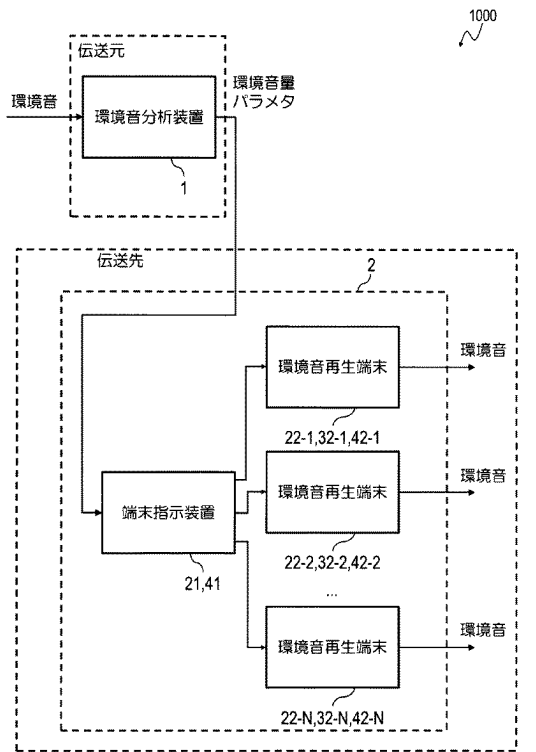 1000
伝送元
環境音
環境音分析装置
1
環境音量
パラメタ
伝送先
2
環境音再生端末
環境音
22-1,32-1,42-1
端末指示装置
21,41
環境音再生端末
環境音
22-2,32-2,42-2
...
環境音再生端末
環境音
22-N,32-N,42-N